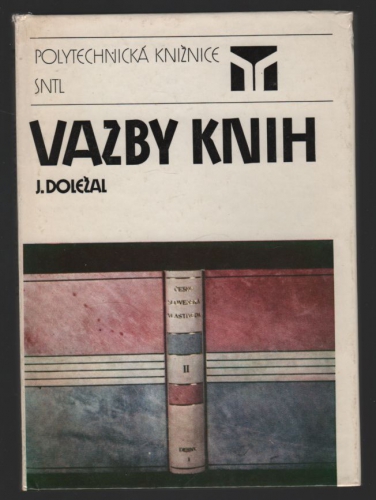 POLYTECHNICKÁ KNIŽNICE
SNTL
VAZBY KNIH
J. DOLEŽAL
II